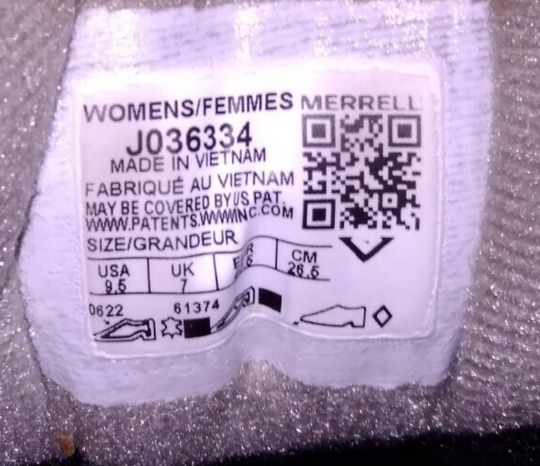 WOMENS/FEMMES MERRELL
J036334
MADE IN VIETNAM
FABRIQUÉ AU VIETNAM
MAY BE COVERED BY US PAT.
WWW.PATENTS.WWWINC.COM
SIZE/GRANDEUR
USA UK CM
9.5 7 26.5
0622 61374